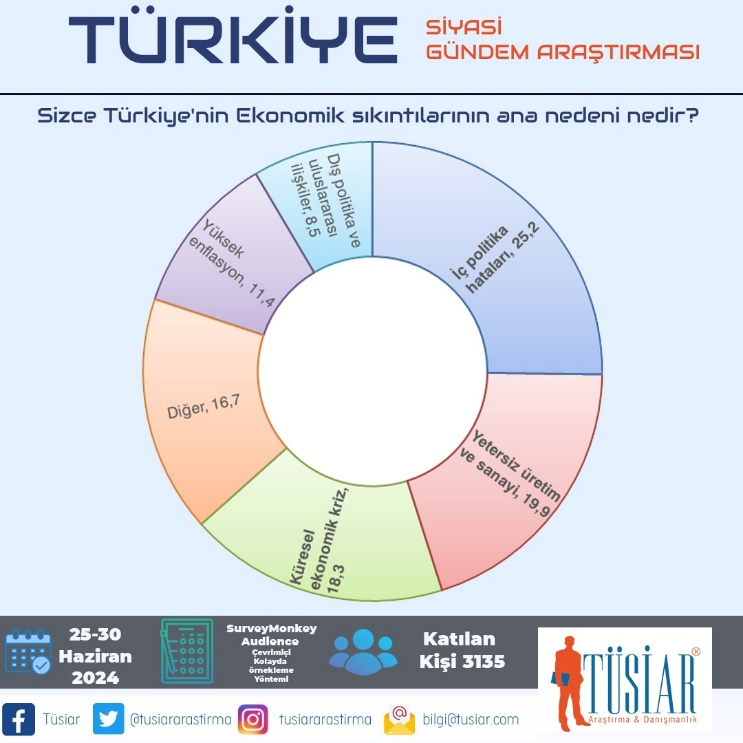 TÜRKİYE
SİYASİ
GÜNDEM ARAŞTIRMASI
Sizce Türkiye'nin Ekonomik sıkıntılarının ana nedeni nedir?
Dış politika ve
uluslararası
ilişkiler, 8,5
İç politika
hataları, 25,2
Yüksek
enflasyon, 11,4
Diğer, 16,7
Yetersiz üretim
ve sanayi, 19,9
Küresel
ekonomik kriz,
18,3
25-30
Haziran
2024
SurveyMonkey
Audience
Çevrimiçi
Kolayda
örnekleme
Yöntemi
Katılan
Kişi 3135
TÜSİAR®
Araştırma & Danışmanlık
Tüsiar
@tusiararastirma
tusiararastirma
bilgi@tusiar.com